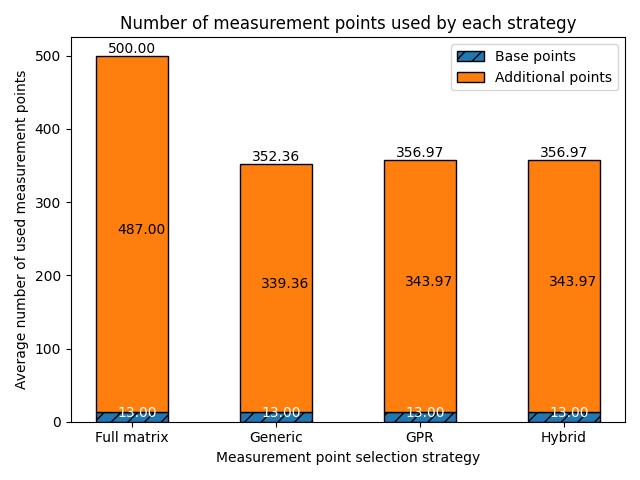 Number of measurement points used by each strategy
Base points
Additional points
Average number of used measurement points
500
400
300
200
100
0
500.00
352.36
356.97
356.97
487.00
339.36
343.97
343.97
13.00
13.00
13.00
13.00
Full matrix
Generic
GPR
Hybrid
Measurement point selection strategy